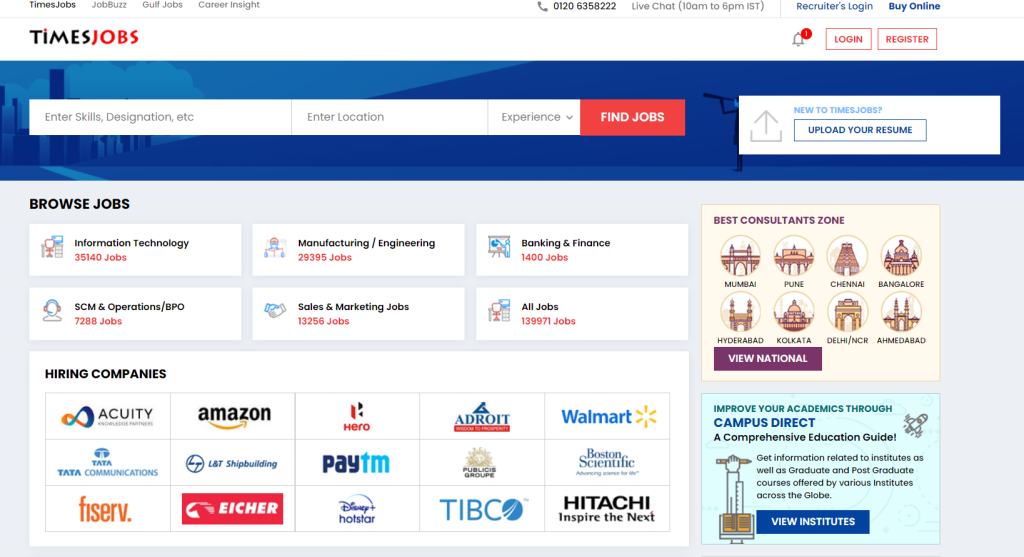 TimesJobs JobBuzz Gulf Jobs Career Insight 0120 6358222 Live Chat (10am to 6pm IST) Recruiter's Login Buy Online
TiMESJOBS 1 LOGIN REGISTER
Enter Skills, Designation, etc Enter Location Experience FIND JOBS
NEW TO TIMESJOBS?
UPLOAD YOUR RESUME
BROWSE JOBS
Information Technology
35140 Jobs
Manufacturing / Engineering
29395 Jobs
Banking & Finance
1400 Jobs
SCM & Operations/BPO
7288 Jobs
Sales & Marketing Jobs
13256 Jobs
All Jobs
139971 Jobs
HIRING COMPANIES
ACUITY
KNOWLEDGE PARTNERS
amazon
Hero
ADROIT
WISDOM TO PROSPERITY
Walmart
TATA
TATA COMMUNICATIONS
L&T Shipbuilding
paytm
PUBLICIS
GROUPE
Boston
Scientific
Advancing science for life™
fiserv.
EICHER
Disney+
hotstar
TIBCO™
HITACHI
Inspire the Next
BEST CONSULTANTS ZONE
MUMBAI PUNE CHENNAI BANGALORE
HYDERABAD KOLKATA DELHI/NCR AHMEDABAD
VIEW NATIONAL
IMPROVE YOUR ACADEMICS THROUGH
CAMPUS DIRECT
A Comprehensive Education Guide!
Get information related to institutes as
well as Graduate and Post Graduate
courses offered by various Institutes
across the Globe.
VIEW INSTITUTES